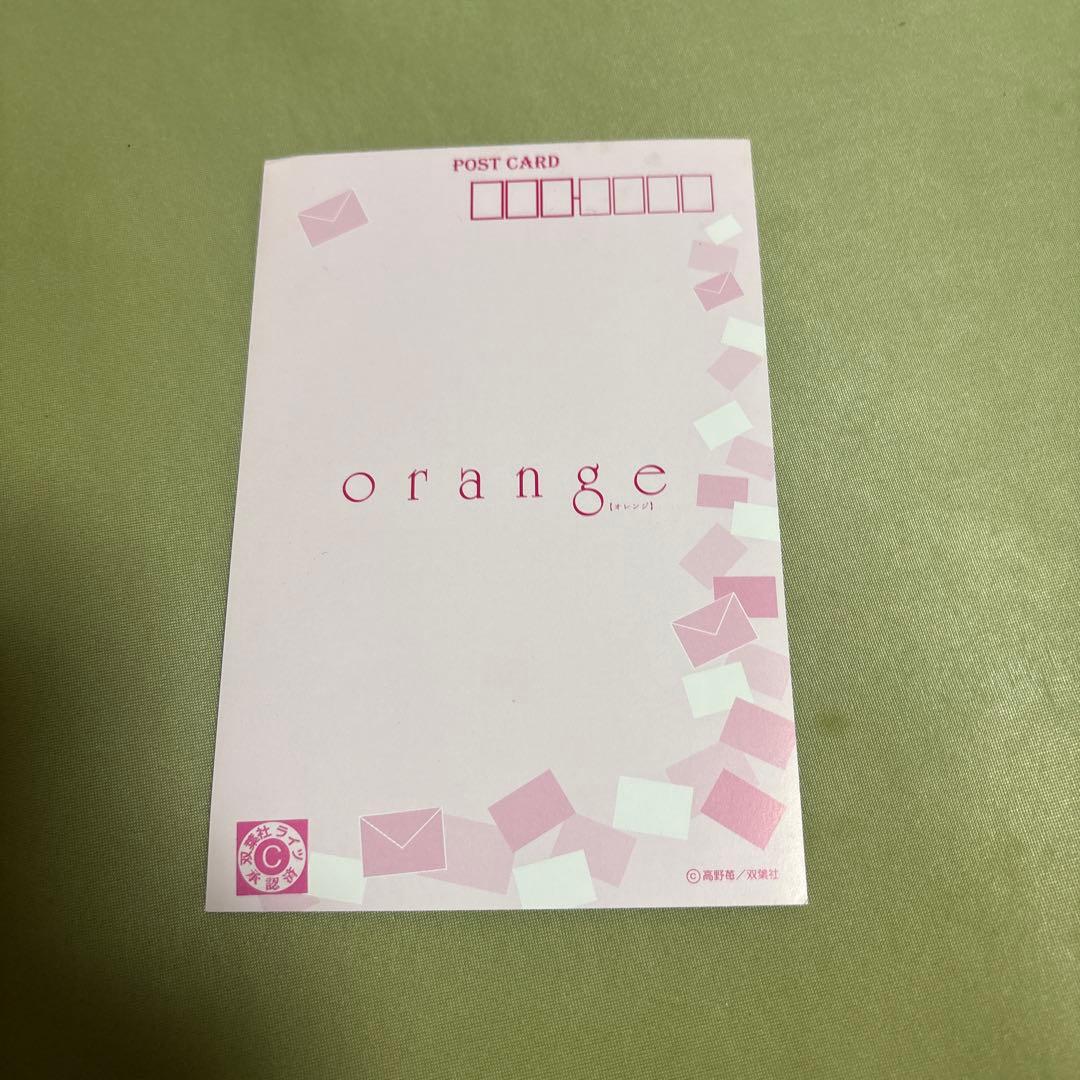 POST CARD
orange
【オレンジ】
双葉社ライツ
C
承認済
©高野苺／双葉社